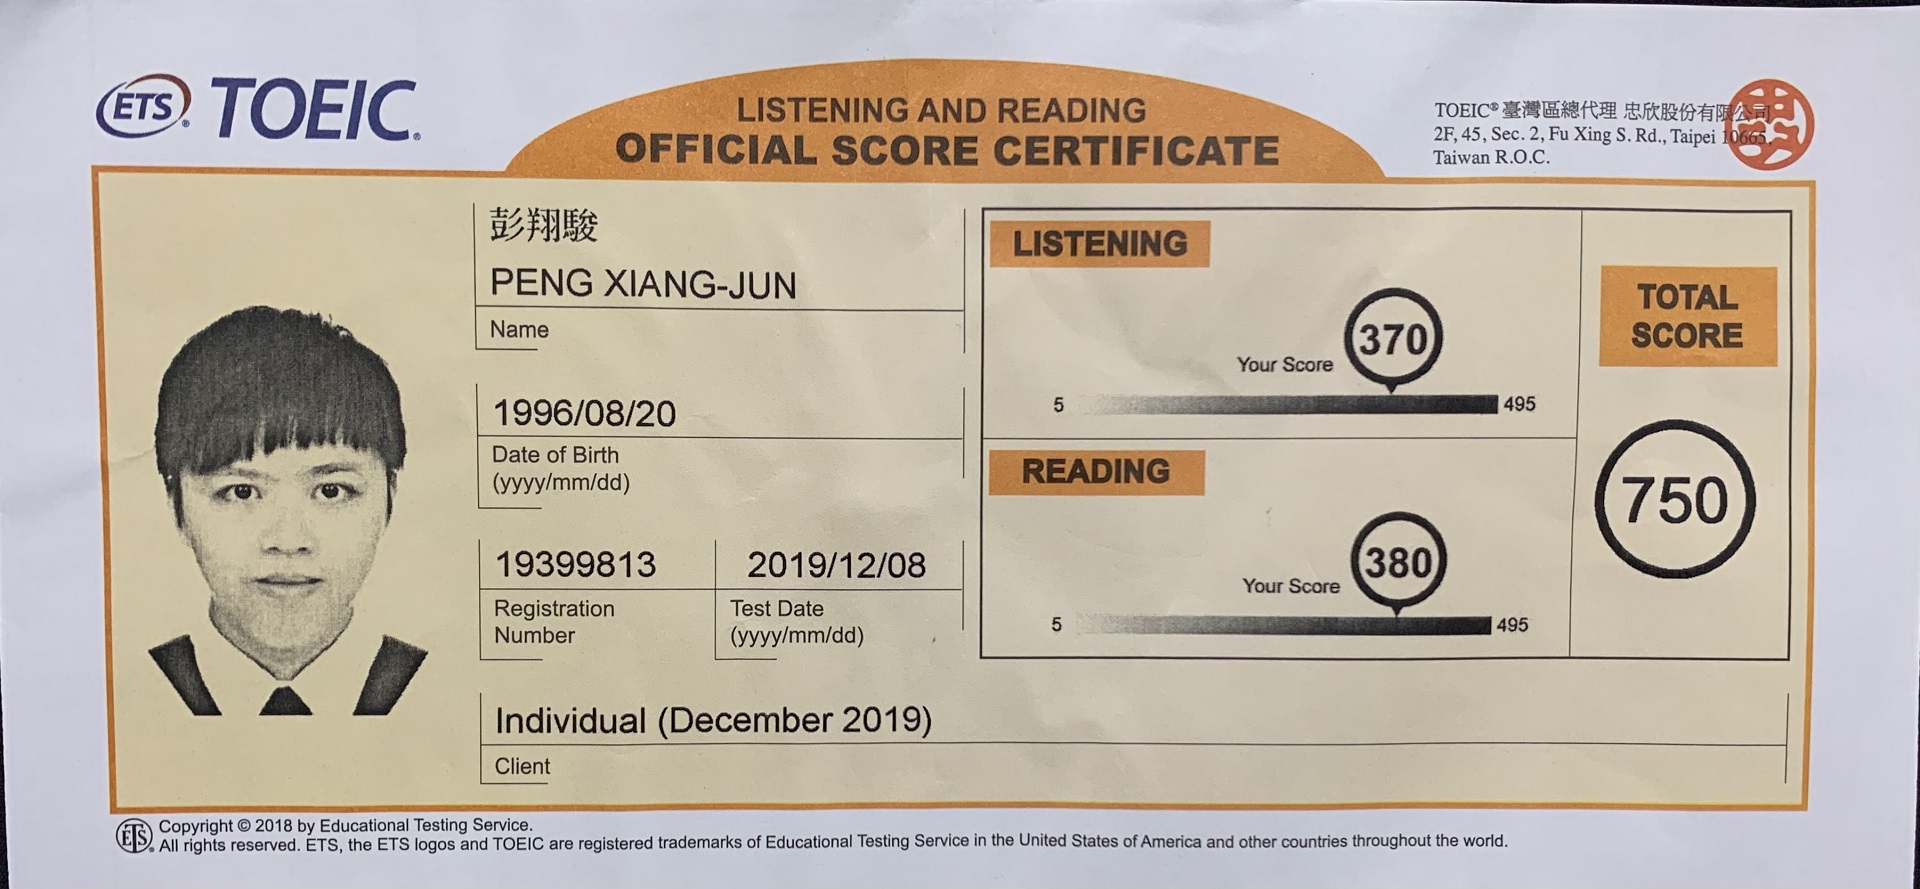 ETS® TOEIC®
LISTENING AND READING
OFFICIAL SCORE CERTIFICATE
TOEIC® 臺灣區總代理 忠欣股份有限公司
2F, 45, Sec. 2, Fu Xing S. Rd., Taipei 10665,
Taiwan R.O.C.
彭翔駿
PENG XIANG-JUN
Name
1996/08/20
Date of Birth
(yyyy/mm/dd)
19399813
Registration
Number
2019/12/08
Test Date
(yyyy/mm/dd)
Individual (December 2019)
Client
LISTENING
370
Your Score
5 495
READING
380
Your Score
5 495
TOTAL
SCORE
750
ETS® Copyright © 2018 by Educational Testing Service.
All rights reserved. ETS, the ETS logos and TOEIC are registered trademarks of Educational Testing Service in the United States of America and other countries throughout the world.